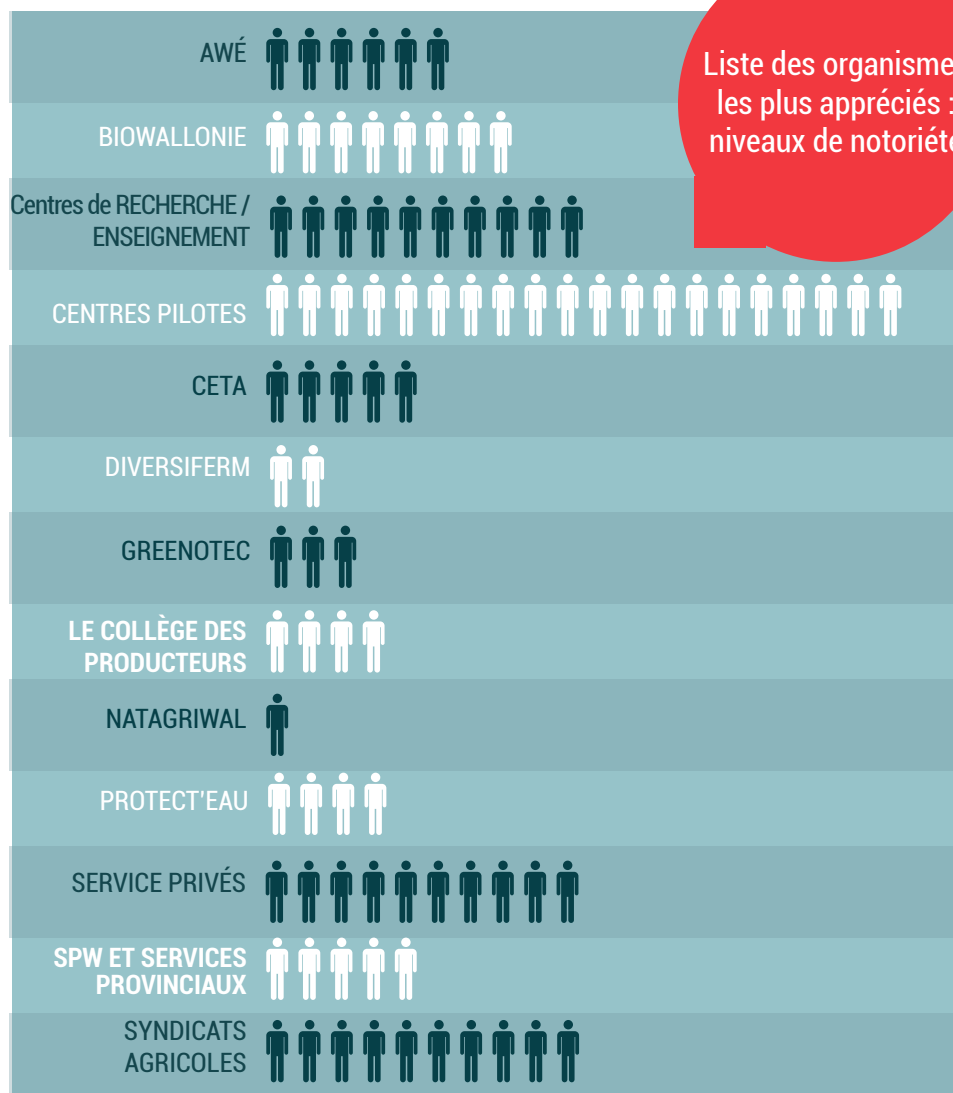 AWÉ
Liste des organisme
les plus appréciés :
niveaux de notoriété
BIOWALLONIE
Centres de RECHERCHE /
ENSEIGNEMENT
CENTRES PILOTES
CETA
DIVERSIFERM
GREENOTEC
LE COLLÈGE DES
PRODUCTEURS
NATAGRIWAL
PROTECT'EAU
SERVICE PRIVÉS
SPW ET SERVICES
PROVINCIAUX
SYNDICATS
AGRICOLES